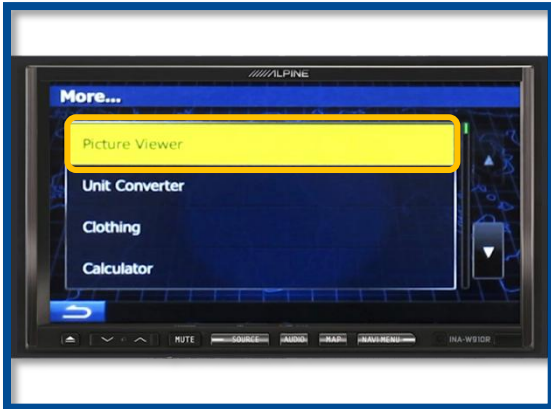 ALPINE
More...
Picture Viewer
Unit Converter
Clothing
Calculator
MUTE SOURCE AUDIO MAP NAVI MENU INA-W910R